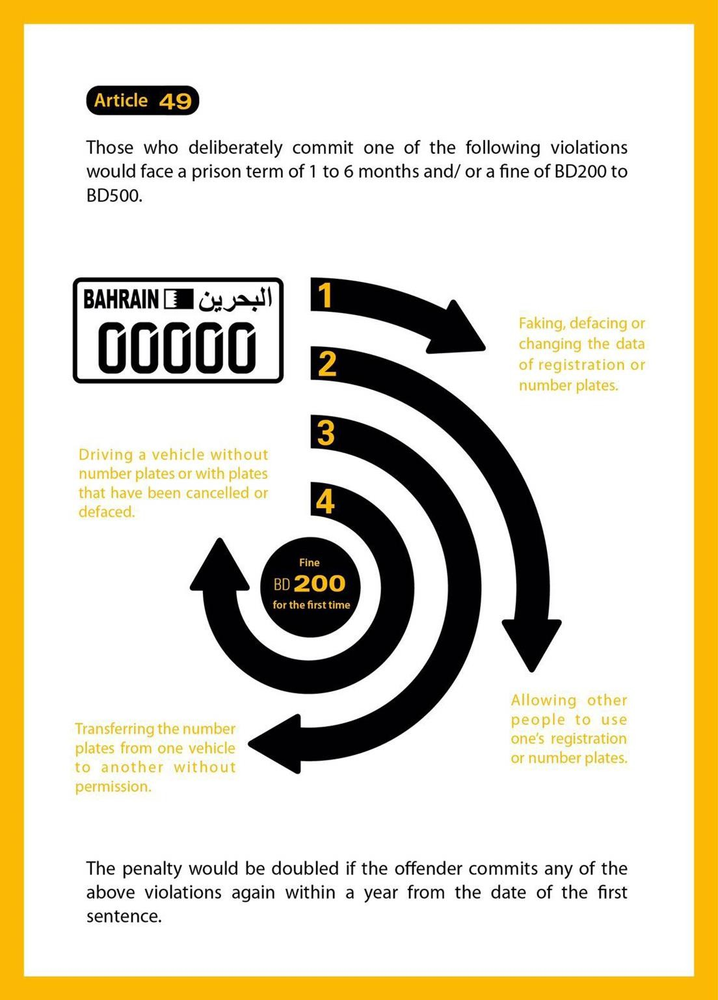 Article 49
Those who deliberately commit one of the following violations
would face a prison term of 1 to 6 months and/ or a fine of BD200 to
BD500.
BAHRAIN البحرين
00000
1
Faking, defacing or
changing the data
of registration or
number plates.
2
Allowing other
people to use
one's registration
or number plates.
3
Transferring the number
plates from one vehicle
to another without
permission.
4
Driving a vehicle without
number plates or with plates
that have been cancelled or
defaced.
Fine
BD 200
for the first time
The penalty would be doubled if the offender commits any of the
above violations again within a year from the date of the first
sentence.